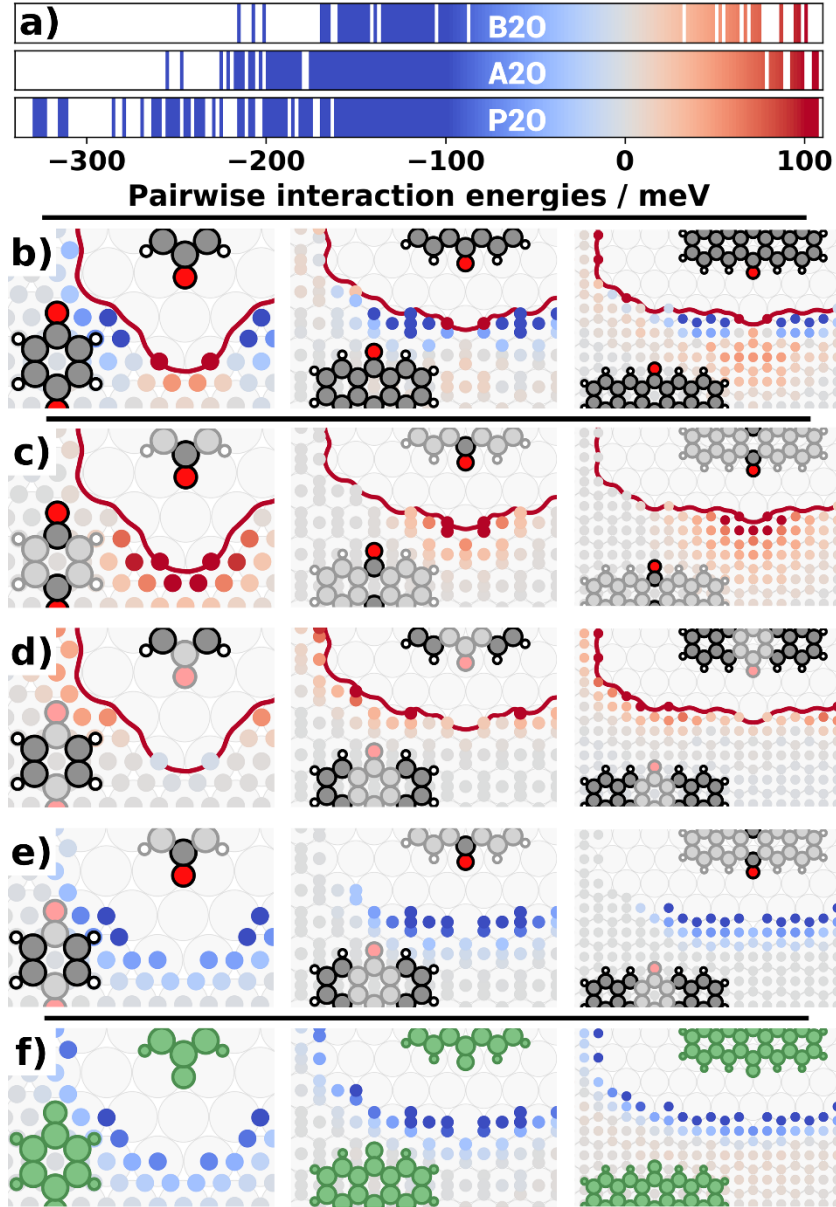 a)
B2O
A2O
P2O
−300 −200 −100 0 100
Pairwise interaction energies / meV
b)
c)
d)
e)
f)